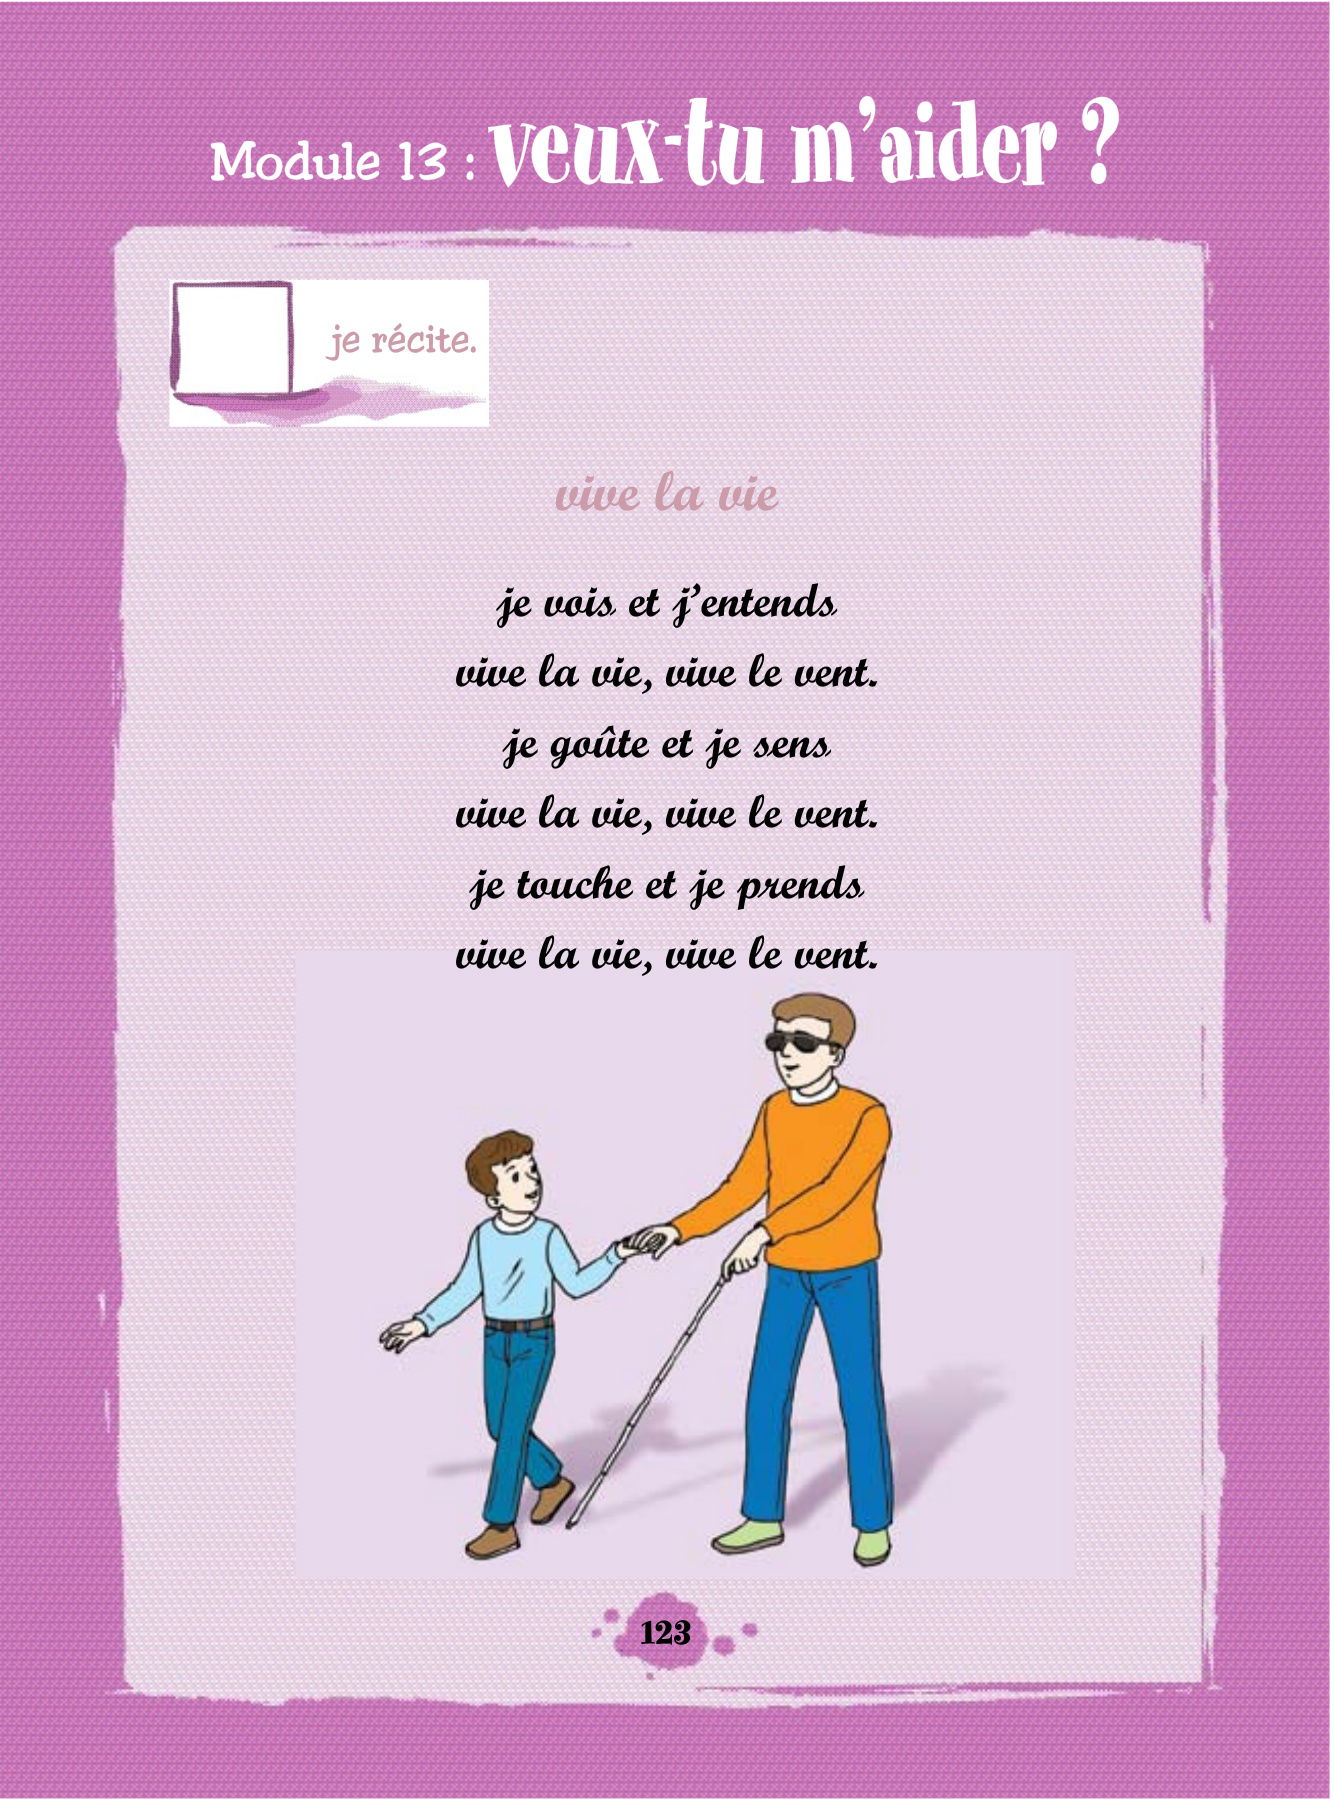 Module 13 : veux-tu m’aider ?
je récite.
vive la vie
je vois et j’entends
vive la vie, vive le vent.
je goûte et je sens
vive la vie, vive le vent.
je touche et je prends
vive la vie, vive le vent.
123